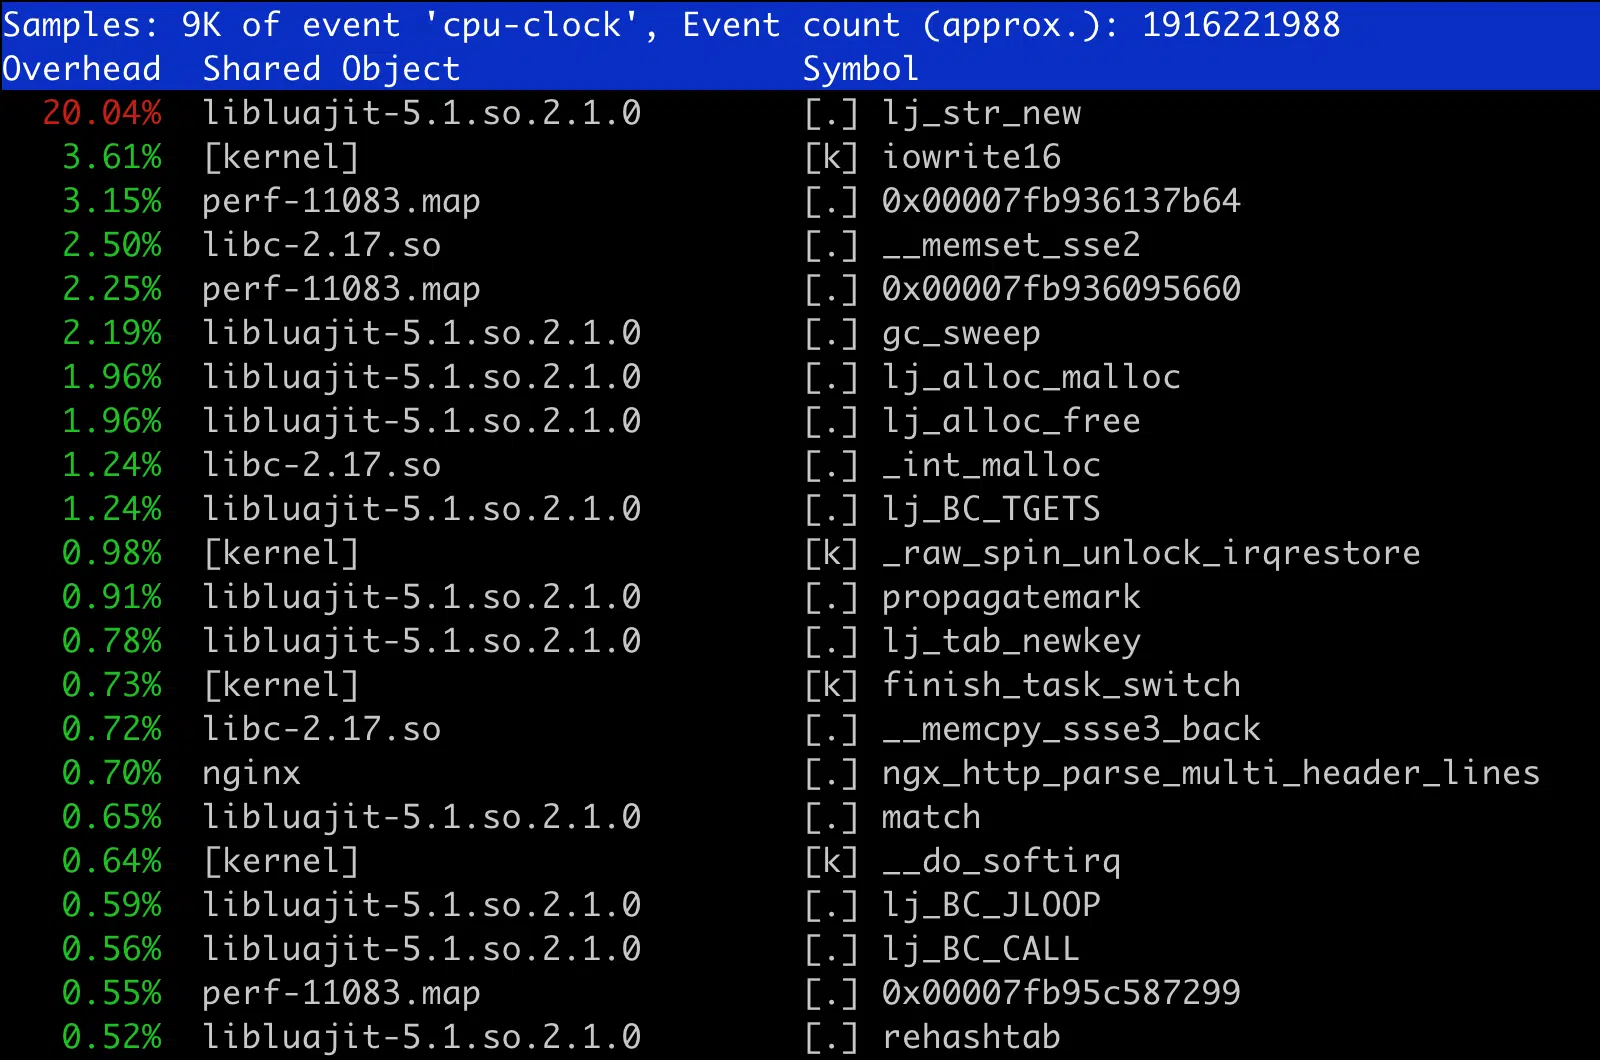 Samples: 9K of event 'cpu-clock', Event count (approx.): 1916221988
Overhead  Shared Object                 Symbol
  20.04%  libluajit-5.1.so.2.1.0        [.] lj_str_new
   3.61%  [kernel]                      [k] iowrite16
   3.15%  perf-11083.map                [.] 0x00007fb936137b64
   2.50%  libc-2.17.so                  [.] __memset_sse2
   2.25%  perf-11083.map                [.] 0x00007fb936095660
   2.19%  libluajit-5.1.so.2.1.0        [.] gc_sweep
   1.96%  libluajit-5.1.so.2.1.0        [.] lj_alloc_malloc
   1.96%  libluajit-5.1.so.2.1.0        [.] lj_alloc_free
   1.24%  libc-2.17.so                  [.] _int_malloc
   1.24%  libluajit-5.1.so.2.1.0        [.] lj_BC_TGETS
   0.98%  [kernel]                      [k] _raw_spin_unlock_irqrestore
   0.91%  libluajit-5.1.so.2.1.0        [.] propagatemark
   0.78%  libluajit-5.1.so.2.1.0        [.] lj_tab_newkey
   0.73%  [kernel]                      [k] finish_task_switch
   0.72%  libc-2.17.so                  [.] __memcpy_ssse3_back
   0.70%  nginx                         [.] ngx_http_parse_multi_header_lines
   0.65%  libluajit-5.1.so.2.1.0        [.] match
   0.64%  [kernel]                      [k] __do_softirq
   0.59%  libluajit-5.1.so.2.1.0        [.] lj_BC_JLOOP
   0.56%  libluajit-5.1.so.2.1.0        [.] lj_BC_CALL
   0.55%  perf-11083.map                [.] 0x00007fb95c587299
   0.52%  libluajit-5.1.so.2.1.0        [.] rehashtab